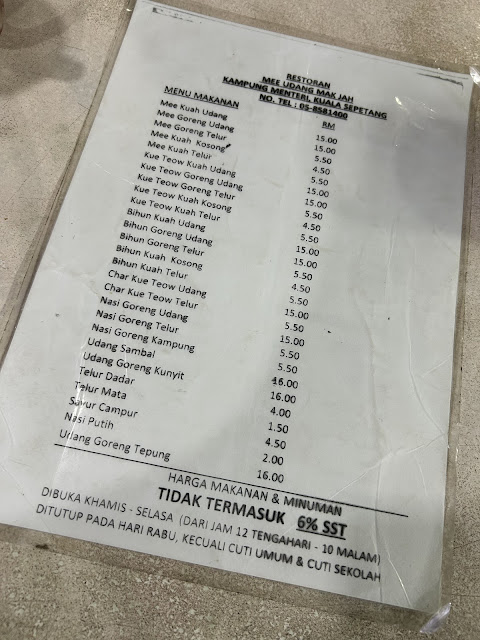 RESTORAN
MEE UDANG MAK JAH
KAMPUNG MENTERI, KUALA SEPETANG
NO. TEL : 05-8581400
MENU MAKANAN RM
Mee Kuah Udang 15.00
Mee Goreng Udang 15.00
Mee Goreng Telur 5.50
Mee Kuah Kosong 4.50
Mee Kuah Telur 5.50
Kue Teow Kuah Udang 15.00
Kue Teow Goreng Udang 15.00
Kue Teow Goreng Telur 5.50
Kue Teow Kuah Kosong 4.50
Kue Teow Kuah Telur 5.50
Bihun Kuah Udang 15.00
Bihun Goreng Udang 15.00
Bihun Goreng Telur 5.50
Bihun Kuah Kosong 4.50
Bihun Kuah Telur 5.50
Char Kue Teow Udang 15.00
Char Kue Teow Telur 5.50
Nasi Goreng Udang 15.00
Nasi Goreng Telur 5.50
Nasi Goreng Kampung 5.50
Udang Sambal 16.00
Udang Goreng Kunyit 16.00
Telur Dadar 4.00
Telur Mata 1.50
Sayur Campur 4.50
Nasi Putih 2.00
Udang Goreng Tepung 16.00
HARGA MAKANAN & MINUMAN
TIDAK TERMASUK 6% SST
DIBUKA KHAMIS - SELASA (DARI JAM 12 TENGAHARI - 10 MALAM)
DITUTUP PADA HARI RABU, KECUALI CUTI UMUM & CUTI SEKOLAH